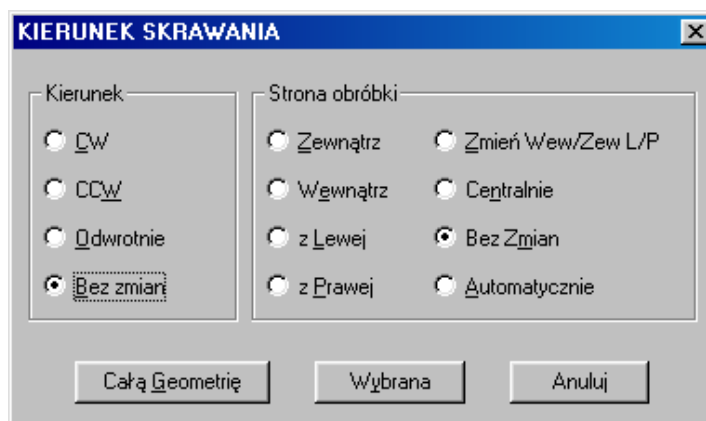 KIERUNEK SKRAWANIA
Kierunek
CW
CCW
Odwrotnie
Bez zmian
Strona obróbki
Zewnątrz
Wewnątrz
z Lewej
z Prawej
Zmień Wew/Zew L/P
Centralnie
Bez Zmian
Automatycznie
Całą Geometrię
Wybrana
Anuluj